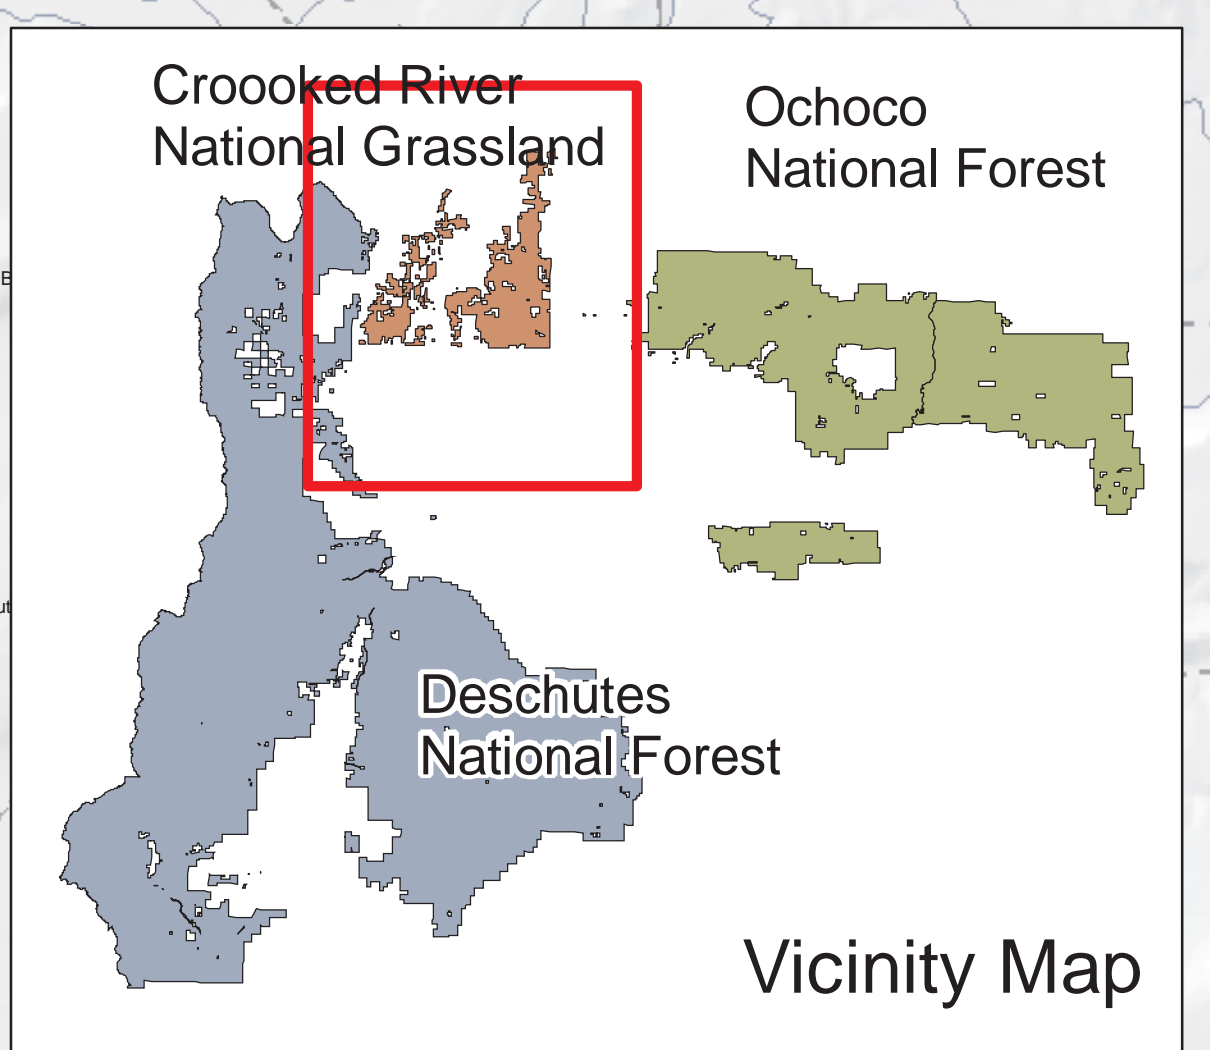 Croooked River
National Grassland
Ochoco
National Forest
Deschutes
National Forest
Vicinity Map